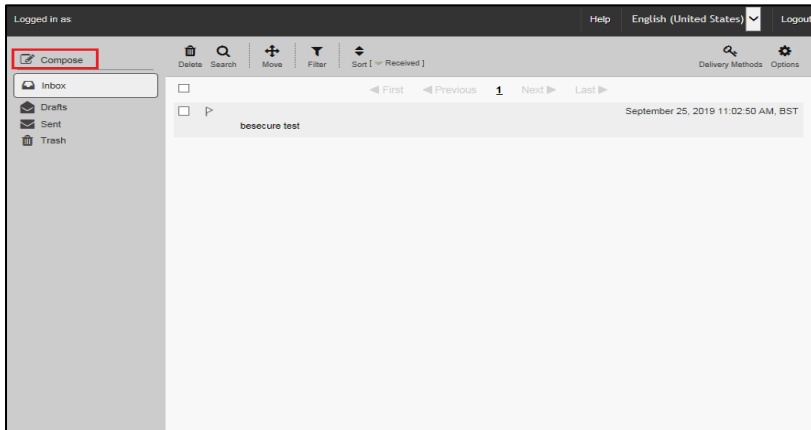 Logged in as:
Help English (United States) Logout
Compose
Delete Search Move Filter Sort [ Received ]
Delivery Methods Options
Inbox
First Previous 1 Next Last
Drafts
September 25, 2019 11:02:50 AM, BST
Sent
besecure test
Trash